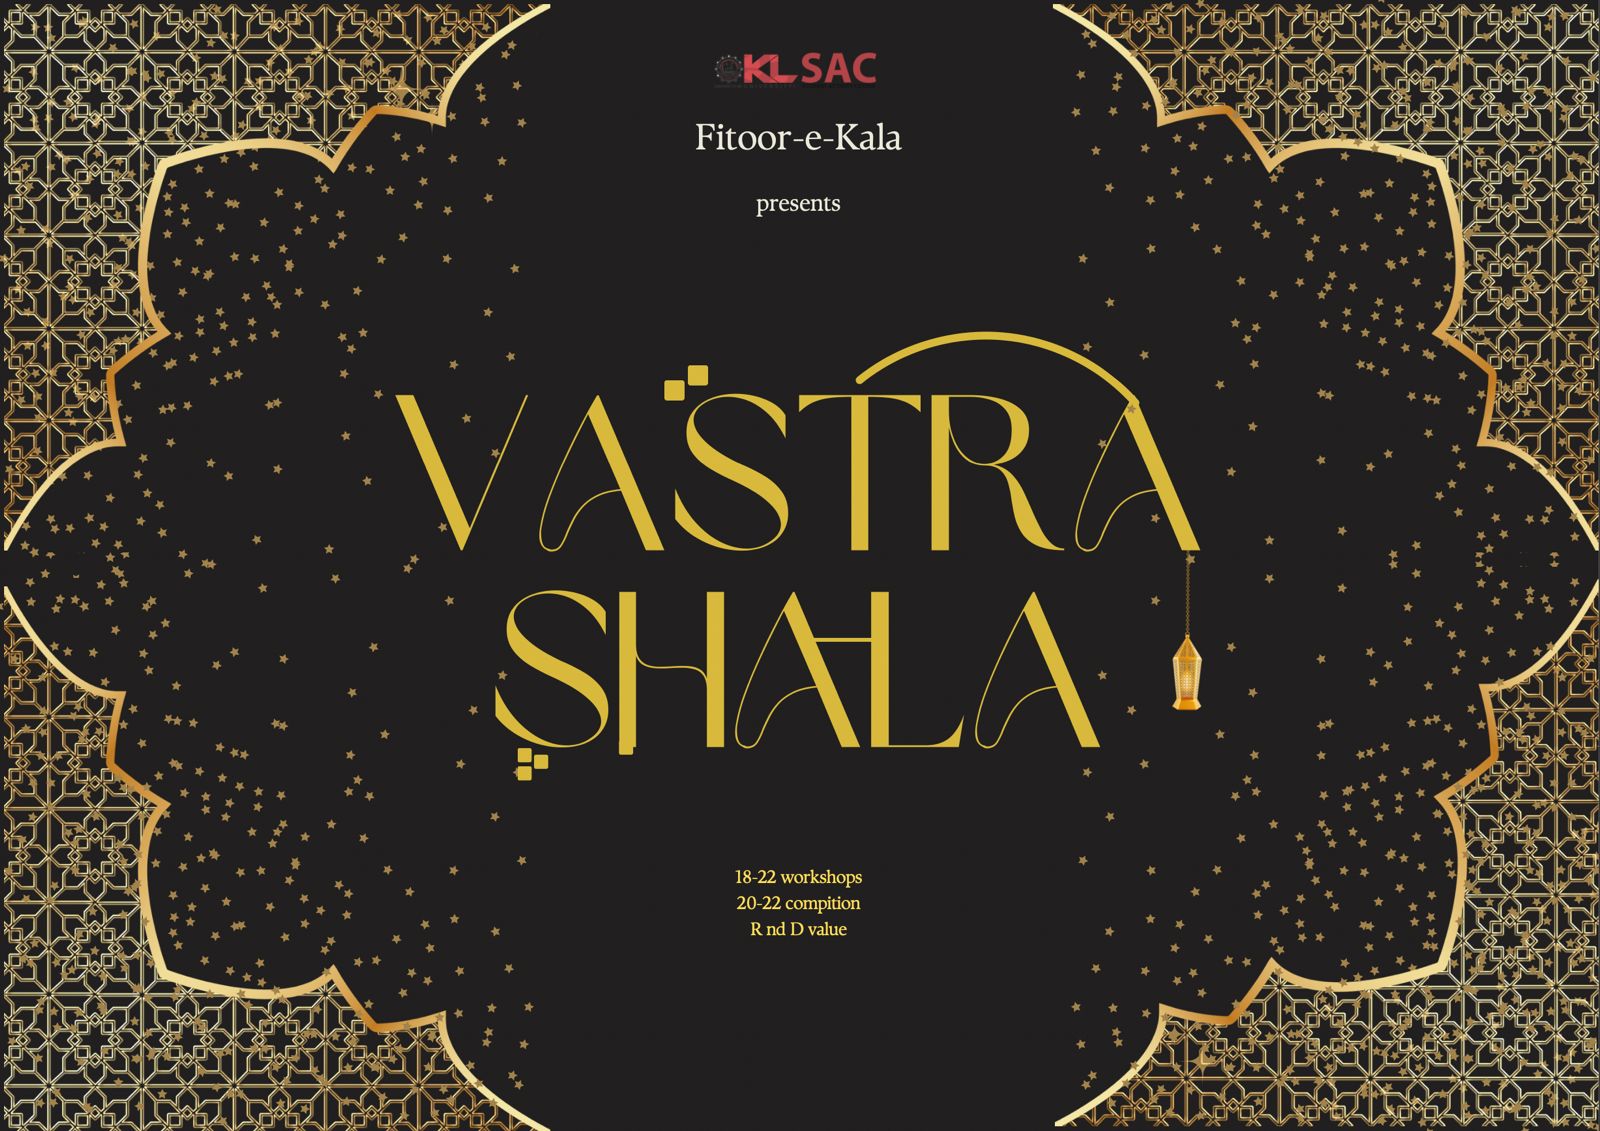 KL SAC
Fitoor-e-Kala
presents
VASTRA
SHALA
18-22 workshops
20-22 compition
R nd D value